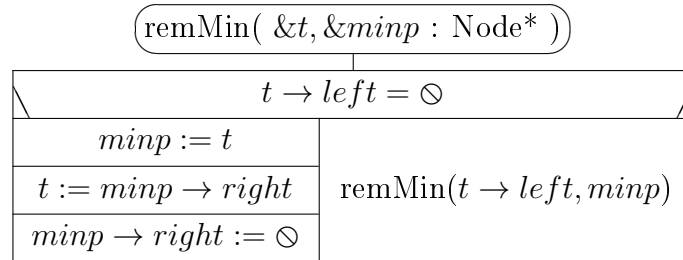 remMin( &t, &minp : Node* )
t → left = ⦸
minp := t
t := minp → right
minp → right := ⦸
remMin(t → left, minp)